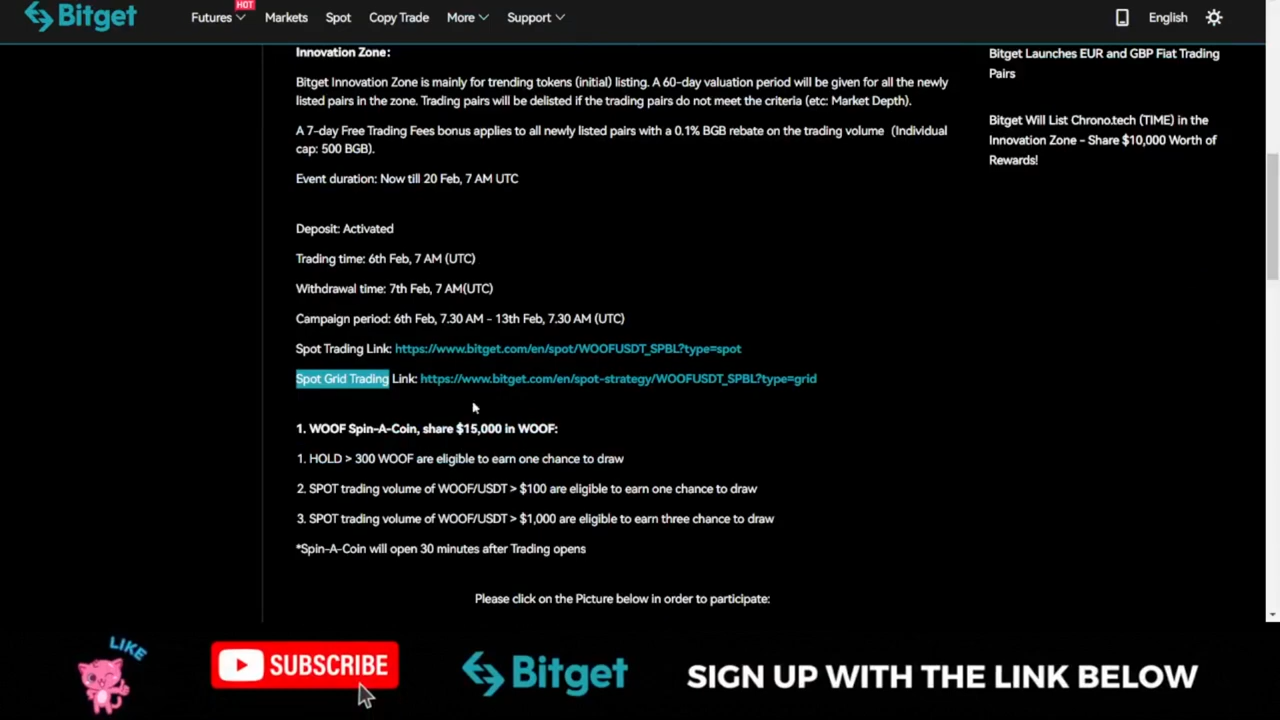 Bitget
Futures
HOT
Markets
Spot
Copy Trade
More
Support
English
Innovation Zone:
Bitget Innovation Zone is mainly for trending tokens (initial) listing. A 60-day valuation period will be given for all the newly
listed pairs in the zone. Trading pairs will be delisted if the trading pairs do not meet the criteria (etc: Market Depth).
A 7-day Free Trading Fees bonus applies to all newly listed pairs with a 0.1% BGB rebate on the trading volume (Individual
cap: 500 BGB).
Event duration: Now till 20 Feb, 7 AM UTC
Deposit: Activated
Trading time: 6th Feb, 7 AM (UTC)
Withdrawal time: 7th Feb, 7 AM(UTC)
Campaign period: 6th Feb, 7.30 AM - 13th Feb, 7.30 AM (UTC)
Spot Trading Link: https://www.bitget.com/en/spot/WOOFUSDT_SPBL?type=spot
Spot Grid Trading Link: https://www.bitget.com/en/spot-strategy/WOOFUSDT_SPBL?type=grid
1. WOOF Spin-A-Coin, share $15,000 in WOOF:
1. HOLD > 300 WOOF are eligible to earn one chance to draw
2. SPOT trading volume of WOOF/USDT > $100 are eligible to earn one chance to draw
3. SPOT trading volume of WOOF/USDT > $1,000 are eligible to earn three chance to draw
*Spin-A-Coin will open 30 minutes after Trading opens
Please click on the Picture below in order to participate:
Bitget Launches EUR and GBP Fiat Trading
Pairs
Bitget Will List Chrono.tech (TIME) in the
Innovation Zone - Share $10,000 Worth of
Rewards!
LIKE
SUBSCRIBE
Bitget
SIGN UP WITH THE LINK BELOW